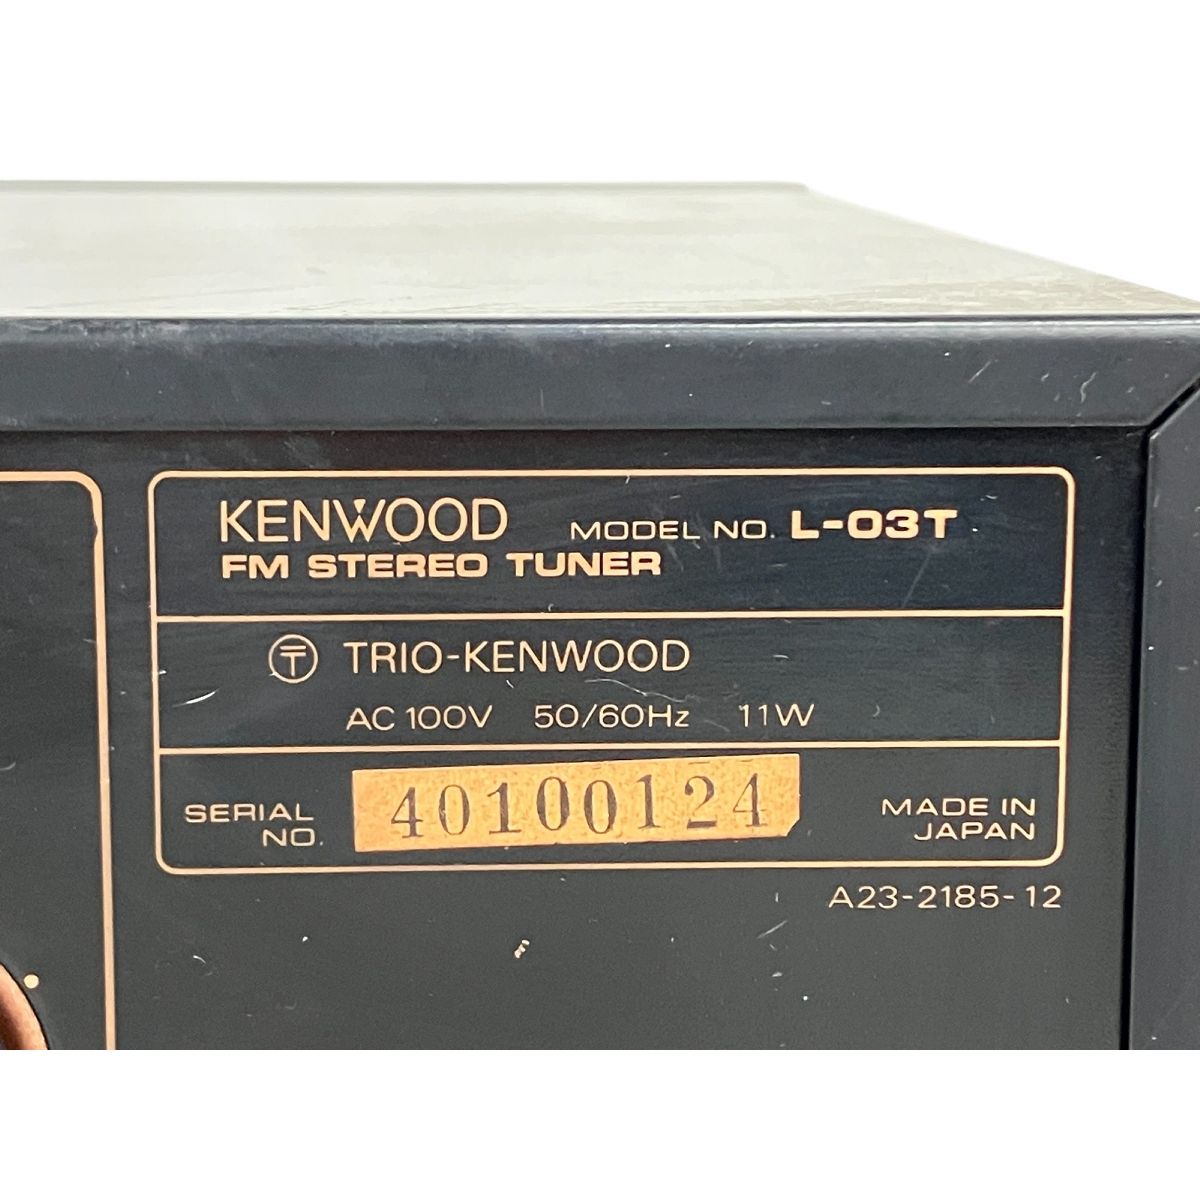 KENWOOD MODEL NO. L-03T
FM STEREO TUNER
TRIO-KENWOOD
AC 100V 50/60Hz 11W
SERIAL NO. 40100124
MADE IN JAPAN
A23-2185-12